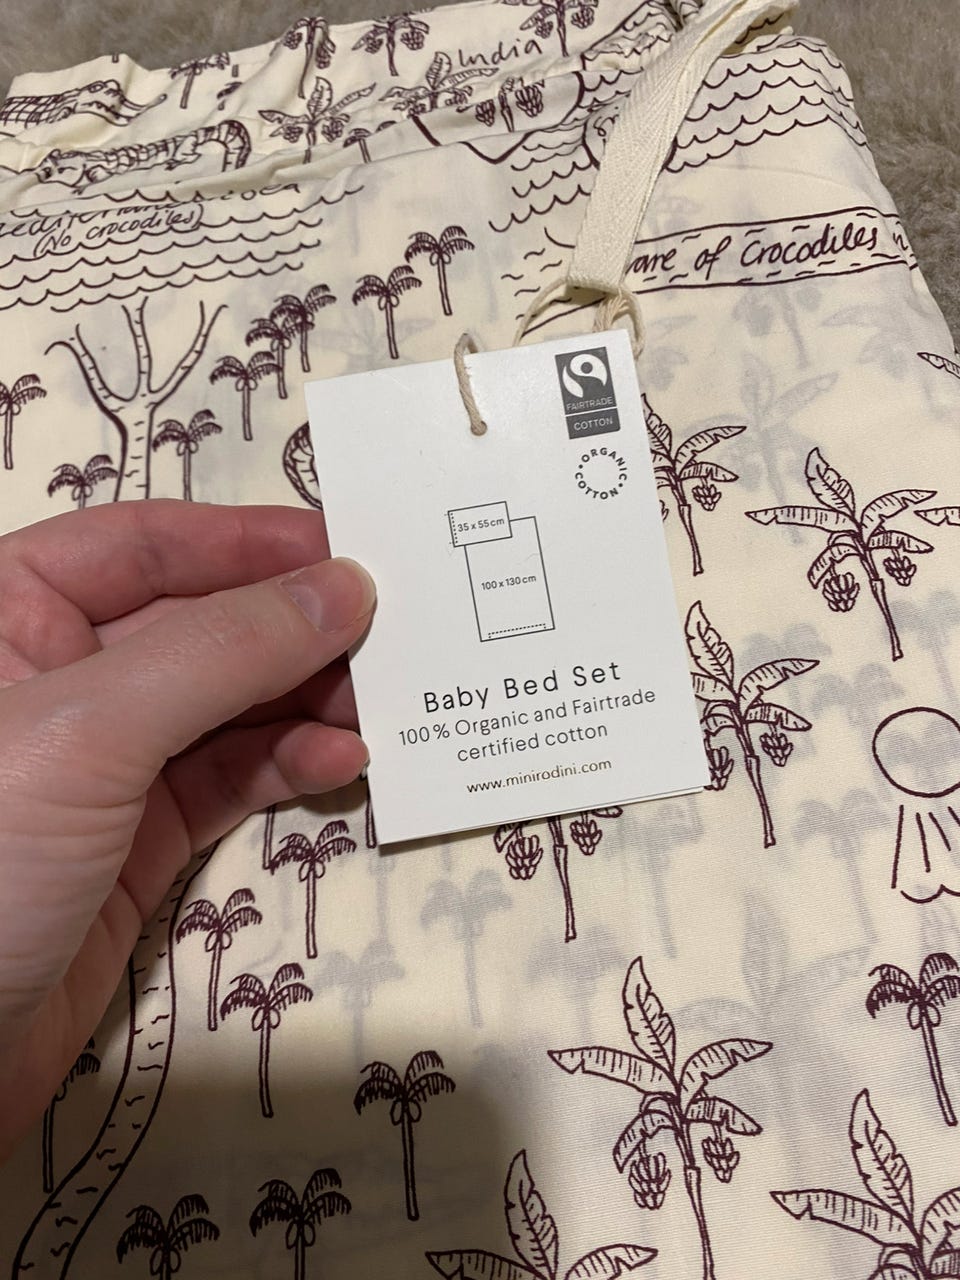 India
(No crocodiles)
of Crocodiles
FAIRTRADE
COTTON
ORGANIC
COTTON
35 x 55 cm
100 x 130 cm
Baby Bed Set
100% Organic and Fairtrade
certified cotton
www.minirodini.com